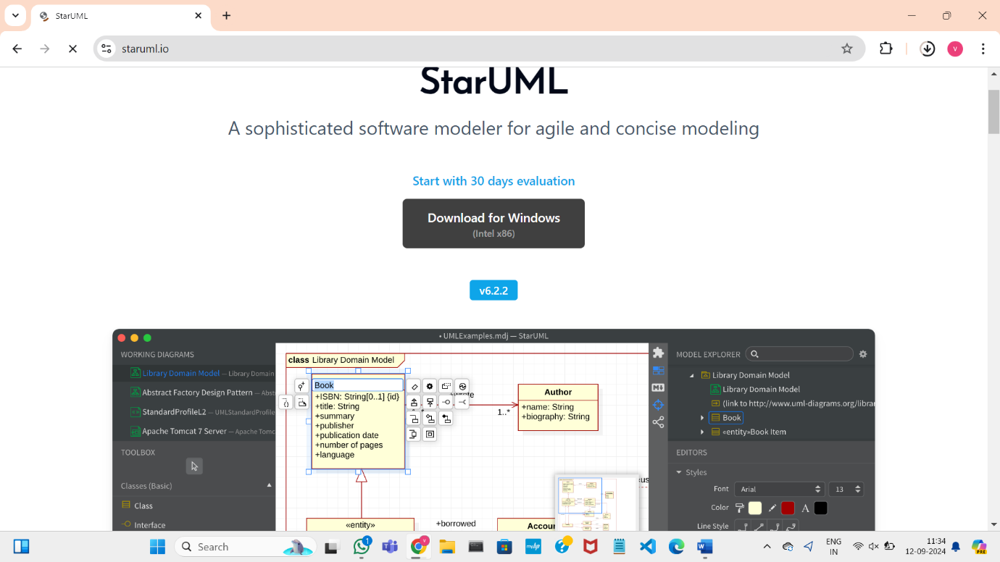 StarUML
staruml.io
V
StarUML
A sophisticated software modeler for agile and concise modeling
Start with 30 days evaluation
Download for Windows
(Intel x86)
v6.2.2
• UMLExamples.mdj — StarUML
WORKING DIAGRAMS
Library Domain Model — Library Domain
Abstract Factory Design Pattern — Abst
StandardProfileL2 — UMLStandardProfile
Apache Tomcat 7 Server — Apache Tomc
TOOLBOX
Classes (Basic)
Class
Interface
class Library Domain Model
Book
+ISBN: String[0..1] {id}
+title: String
+summary
+publisher
+publication date
+number of pages
+language
wrote
1..*
Author
+name: String
+biography: String
«us
«entity»
+borrowed
Accou
MODEL EXPLORER
Library Domain Model
Library Domain Model
(link to http://www.uml-diagrams.org/librar
Book
«entity»Book Item
EDITORS
Styles
Font Arial 13
Color A
Line Style
Search
1
ENG
IN
11:34
12-09-2024
PRE